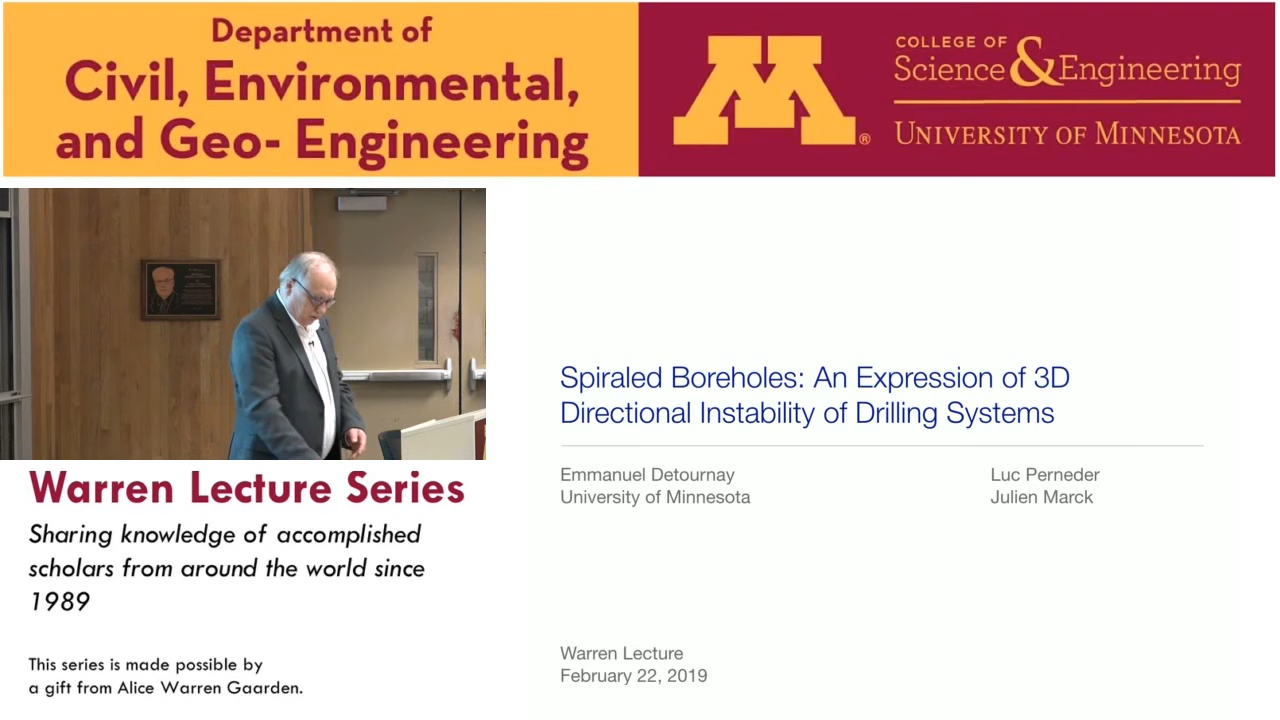 Department of
Civil, Environmental,
and Geo- Engineering
M
®
COLLEGE OF
Science & Engineering
UNIVERSITY OF MINNESOTA
Warren Lecture Series
Sharing knowledge of accomplished
scholars from around the world since
1989
This series is made possible by
a gift from Alice Warren Gaarden.
Spiraled Boreholes: An Expression of 3D
Directional Instability of Drilling Systems
Emmanuel Detournay
University of Minnesota
Luc Perneder
Julien Marck
Warren Lecture
February 22, 2019